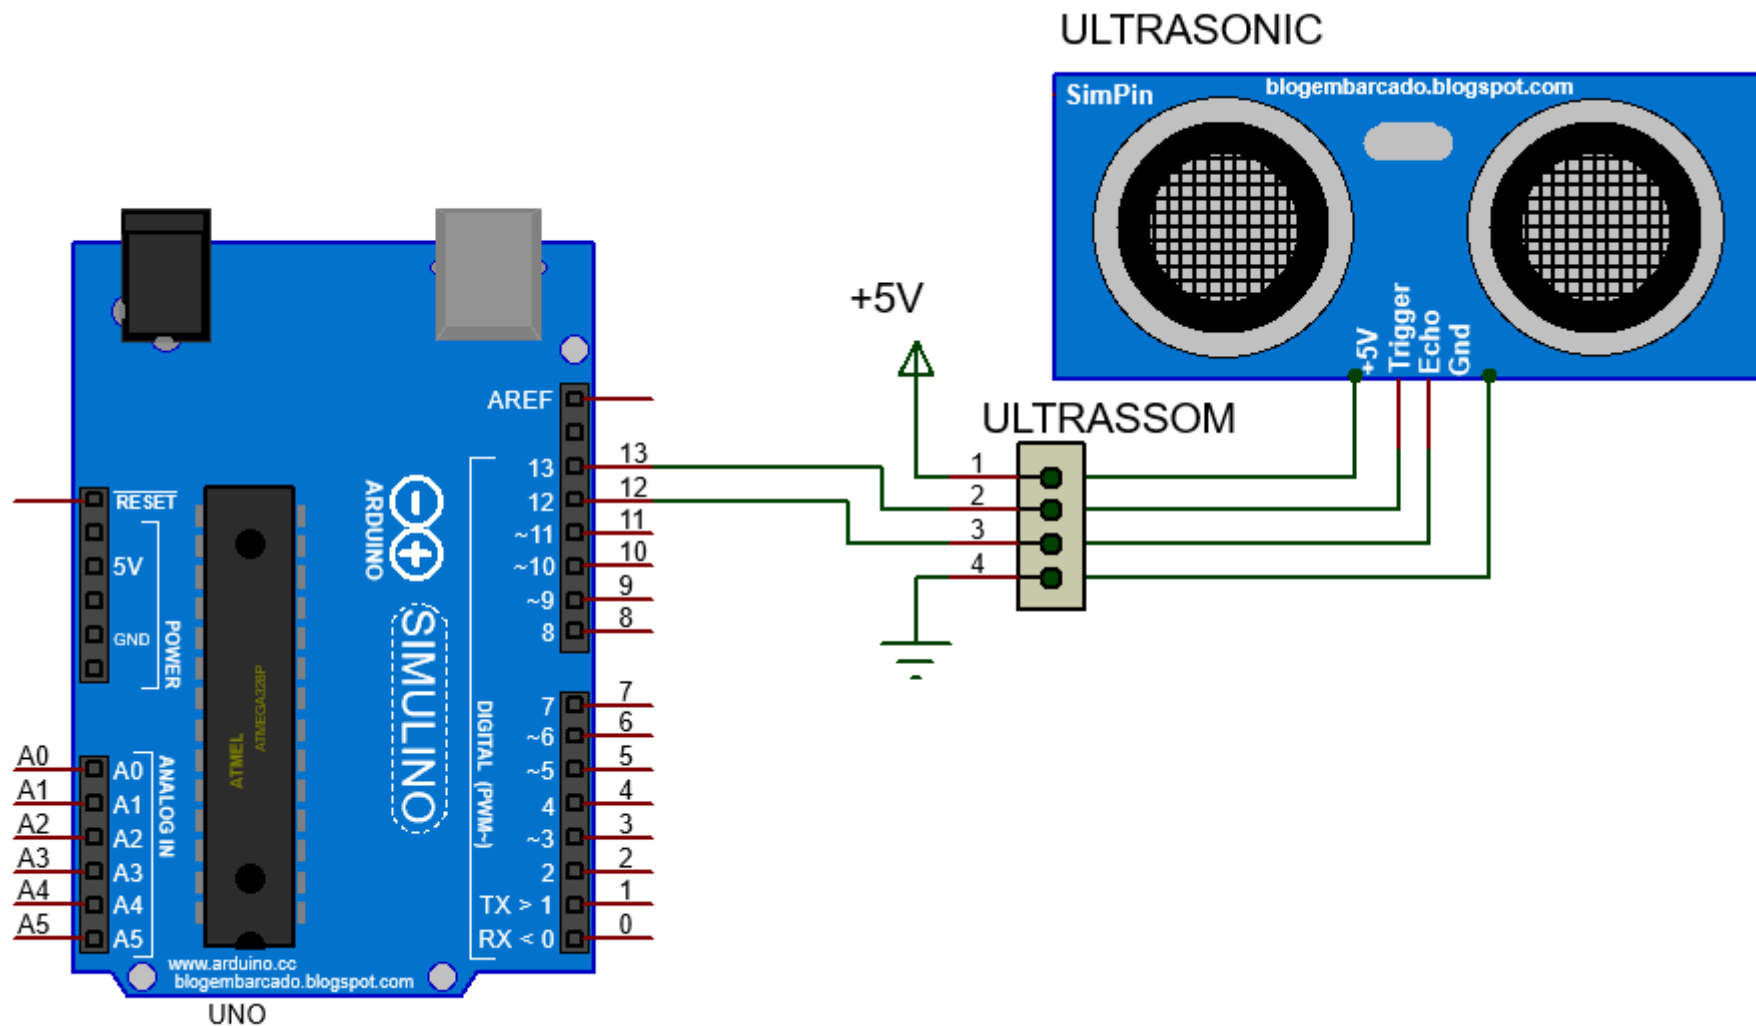 ULTRASONIC
SimPin
blogembarcado.blogspot.com
+5V
Trigger
Echo
Gnd
+5V
ULTRASSOM
1
2
3
4
AREF
13
13
12
12
~11
11
~10
10
~9
9
8
8
7
7
~6
6
~5
5
4
4
~3
3
2
2
TX > 1
1
RX < 0
0
DIGITAL (PWM~)
ARDUINO
SIMULINO
RESET
5V
GND
POWER
ATMEL
ATMEGA328P
A0
A0
A1
A1
A2
A2
A3
A3
A4
A4
A5
A5
ANALOG IN
www.arduino.cc
blogembarcado.blogspot.com
UNO